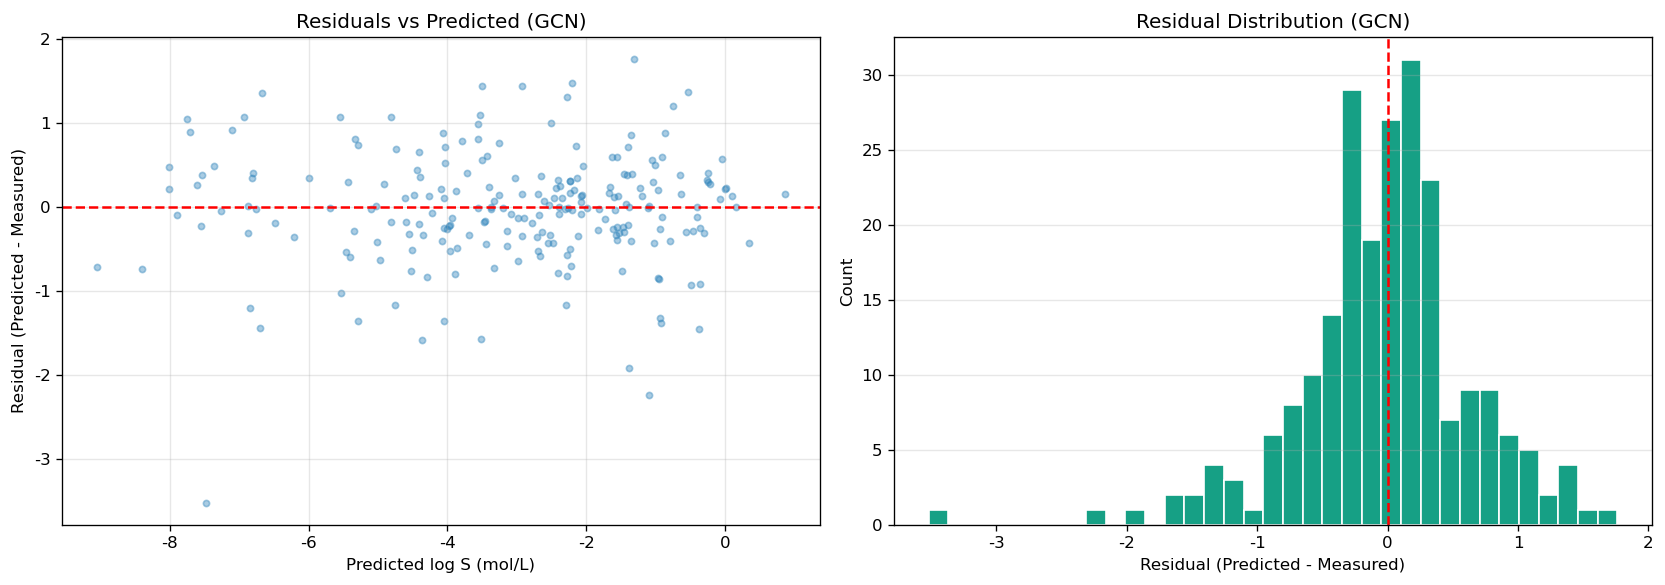 Residuals vs Predicted (GCN)
2
1
0
-1
-2
-3
Residual (Predicted - Measured)
-8 -6 -4 -2 0
Predicted log S (mol/L)
Residual Distribution (GCN)
30
25
20
15
10
5
0
Count
-3 -2 -1 0 1 2
Residual (Predicted - Measured)